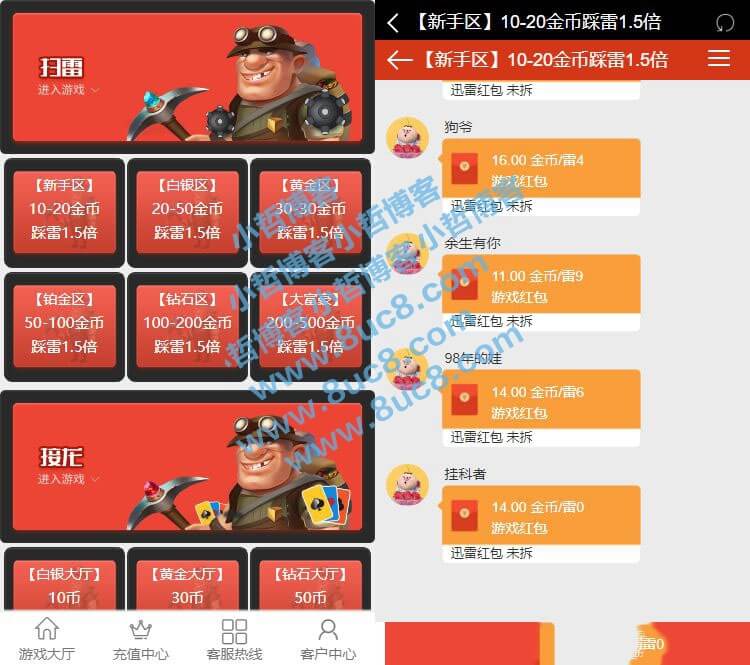 扫雷
进入游戏
【新手区】
10-20金币
踩雷1.5倍
【白银区】
20-50金币
踩雷1.5倍
【黄金区】
30-30金币
踩雷1.5倍
【铂金区】
50-100金币
踩雷1.5倍
【钻石区】
100-200金币
踩雷1.5倍
【大富豪】
200-500金币
踩雷1.5倍
接龙
进入游戏
【白银大厅】
10币
【黄金大厅】
30币
【钻石大厅】
50币
游戏大厅
充值中心
客服热线
客户中心
【新手区】10-20金币踩雷1.5倍
【新手区】10-20金币踩雷1.5倍
迅雷红包 未拆
狗爷
16.00 金币/雷4
游戏红包
迅雷红包 未拆
余生有你
11.00 金币/雷9
游戏红包
迅雷红包 未拆
98年的娃
14.00 金币/雷6
游戏红包
迅雷红包 未拆
挂科者
14.00 金币/雷0
游戏红包
迅雷红包 未拆
雷0
小哲博客小哲博客
小哲博客小哲博客
www.8uc8.com
www.8uc8.com